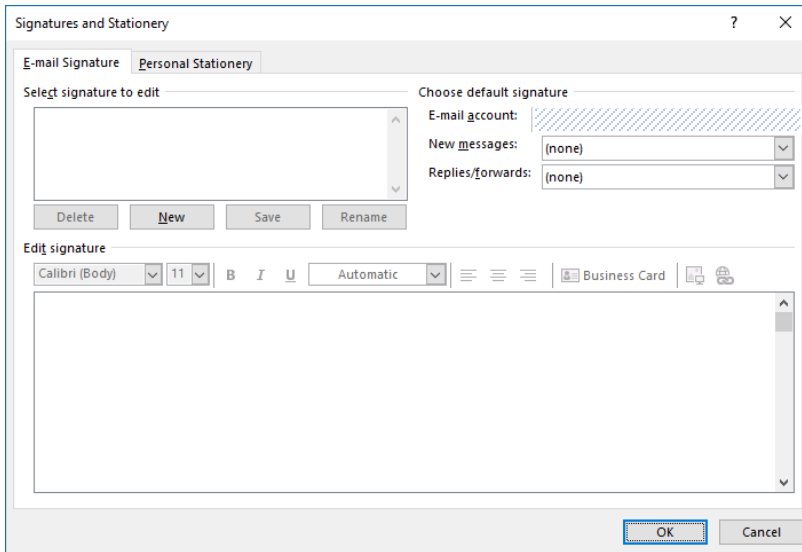 Signatures and Stationery ?
E-mail Signature Personal Stationery
Select signature to edit
Choose default signature
E-mail account:
New messages: (none)
Replies/forwards: (none)
Delete New Save Rename
Edit signature
Calibri (Body) 11 B I U Automatic Business Card
OK Cancel